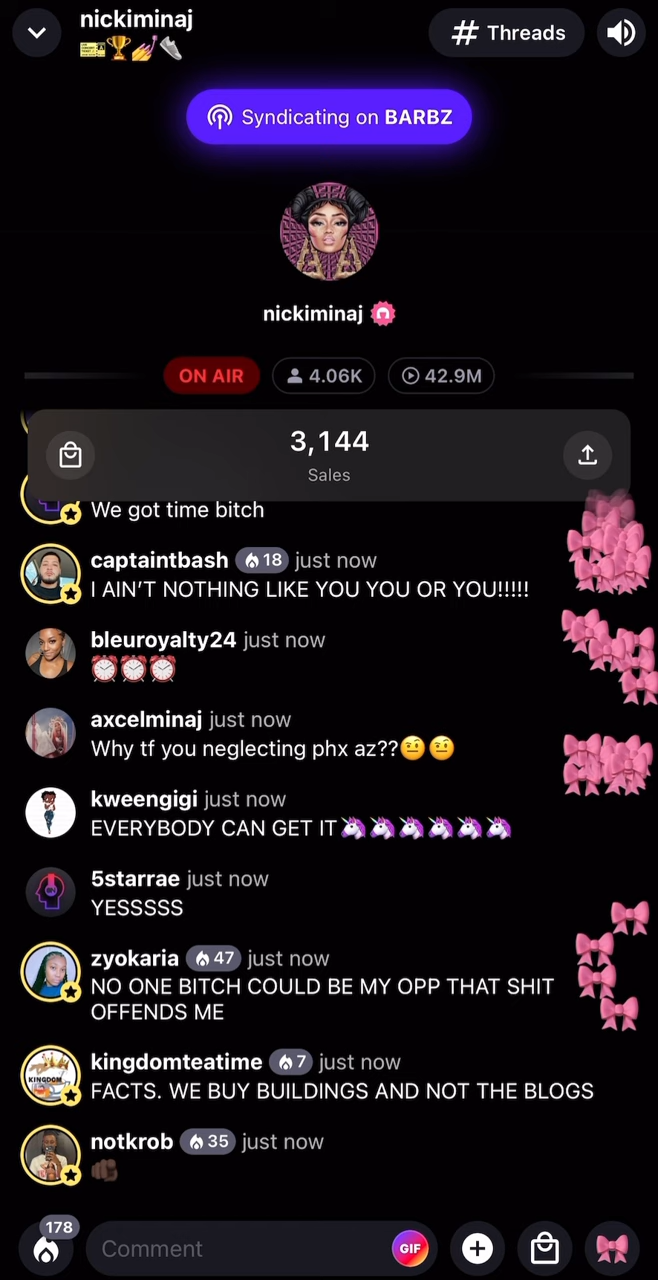 nickiminaj
🎫🏆💅👟
# Threads
Syndicating on BARBZ
nickiminaj
ON AIR
4.06K
42.9M
3,144
Sales
We got time bitch
captaintbash 18 just now
I AIN’T NOTHING LIKE YOU YOU OR YOU!!!!!
bleuroyalty24 just now
⏰⏰⏰
axcelminaj just now
Why tf you neglecting phx az??🤨🤨
kweengigi just now
EVERYBODY CAN GET IT🦄🦄🦄🦄🦄🦄
5starrae just now
YESSSSS
zyokaria 47 just now
NO ONE BITCH COULD BE MY OPP THAT SHIT
OFFENDS ME
KINGDOM
kingdomteatime 7 just now
FACTS. WE BUY BUILDINGS AND NOT THE BLOGS
notkrob 35 just now
🫵🏿
178
Comment
GIF